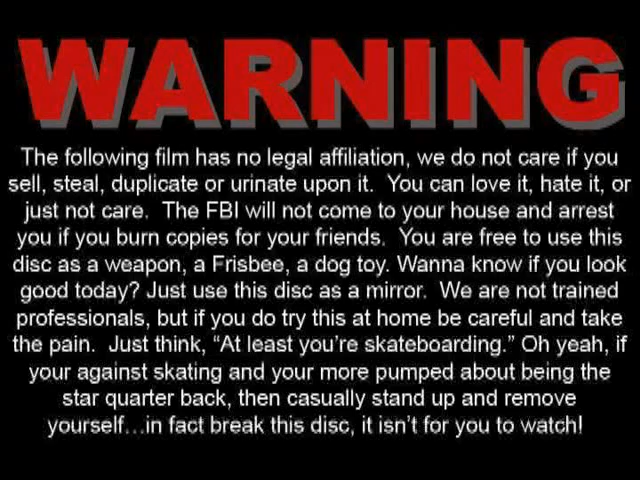 WARNING
The following film has no legal affiliation, we do not care if you
sell, steal, duplicate or urinate upon it.  You can love it, hate it, or
just not care.  The FBI will not come to your house and arrest
you if you burn copies for your friends.  You are free to use this
disc as a weapon, a Frisbee, a dog toy. Wanna know if you look
good today? Just use this disc as a mirror.  We are not trained
professionals, but if you do try this at home be careful and take
the pain.  Just think, “At least you’re skateboarding.” Oh yeah, if
your against skating and your more pumped about being the
star quarter back, then casually stand up and remove
yourself…in fact break this disc, it isn’t for you to watch!